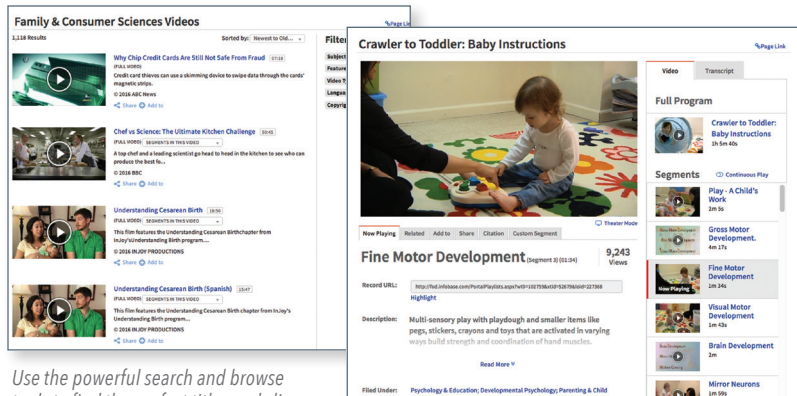 Family & Consumer Sciences Videos
Page Link
1,116 Results
Sorted by: Newest to Old...
Filter
Why Chip Credit Cards Are Still Not Safe From Fraud 07:38
(FULL VIDEO)
Credit card thieves can use a skimming device to swipe data through the cards'
magnetic strips.
© 2016 ABC News
Share Add to
Chef vs Science: The Ultimate Kitchen Challenge
(FULL VIDEO) SEGMENTS IN THIS VIDEO
A top chef and a leading scientist go head to head in the kitchen to see who can
produce the best fo...
© 2016 BBC
Share Add to
Understanding Cesarean Birth
(FULL VIDEO) SEGMENTS IN THIS VIDEO
This film features the Understanding Cesarean Birthchapter from
InJoy'sUnderstanding Birth program....
© 2016 INJOY PRODUCTIONS
Share Add to
Understanding Cesarean Birth (Spanish)
(FULL VIDEO) SEGMENTS IN THIS VIDEO
This film features the Understanding Cesarean Birth chapter from InJoy's
Understanding Birth program...
© 2016 INJOY PRODUCTIONS
Share Add to
Subject
Feature
Video T
Langua
Copyrig
Use the powerful search and browse
Crawler to Toddler: Baby Instructions
Page Link
Theater Mode
Now Playing Related Add to Share Citation Custom Segment
Fine Motor Development (Segment 3) (01:34)
9,243
Views
Record URL:
Highlight
Description: Multi-sensory play with playdough and smaller items like
pegs, stickers, crayons and toys that are activated in varying
ways build strength and coordination of hand muscles.
Read More
Filed Under: Psychology & Education; Developmental Psychology; Parenting & Child
Video Transcript
Full Program
Crawler to Toddler:
Baby Instructions
1h 5m 40s
Segments Continuous Play
Play - A Child's
Work
2m 5s
Gross Motor
Development.
4m 17s
Now Playing
Fine Motor
Development
1m 34s
Visual Motor
Development
1m 43s
Brain Development
2m
Mirror Neurons
1m 59s